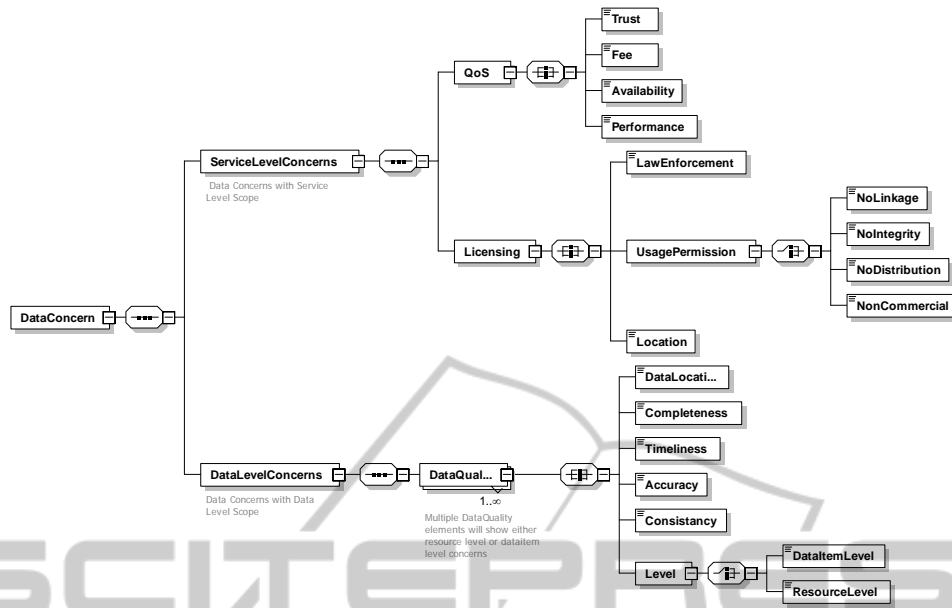 Trust
Fee
QoS
Availability
Performance
ServiceLevelConcerns
Data Concerns with Service
Level Scope
LawEnforcement
NoLinkage
NoIntegrity
Licensing
UsagePermission
NoDistribution
NonCommercial
DataConcern
Location
DataLocati...
Completeness
Timeliness
DataLevelConcerns
Data Concerns with Data
Level Scope
DataQual...
1..∞
Multiple DataQuality
elements will show either
resource level or dataitem
level concerns
Accuracy
Consistancy
Level
DataItemLevel
ResourceLevel
SCITEPRESS